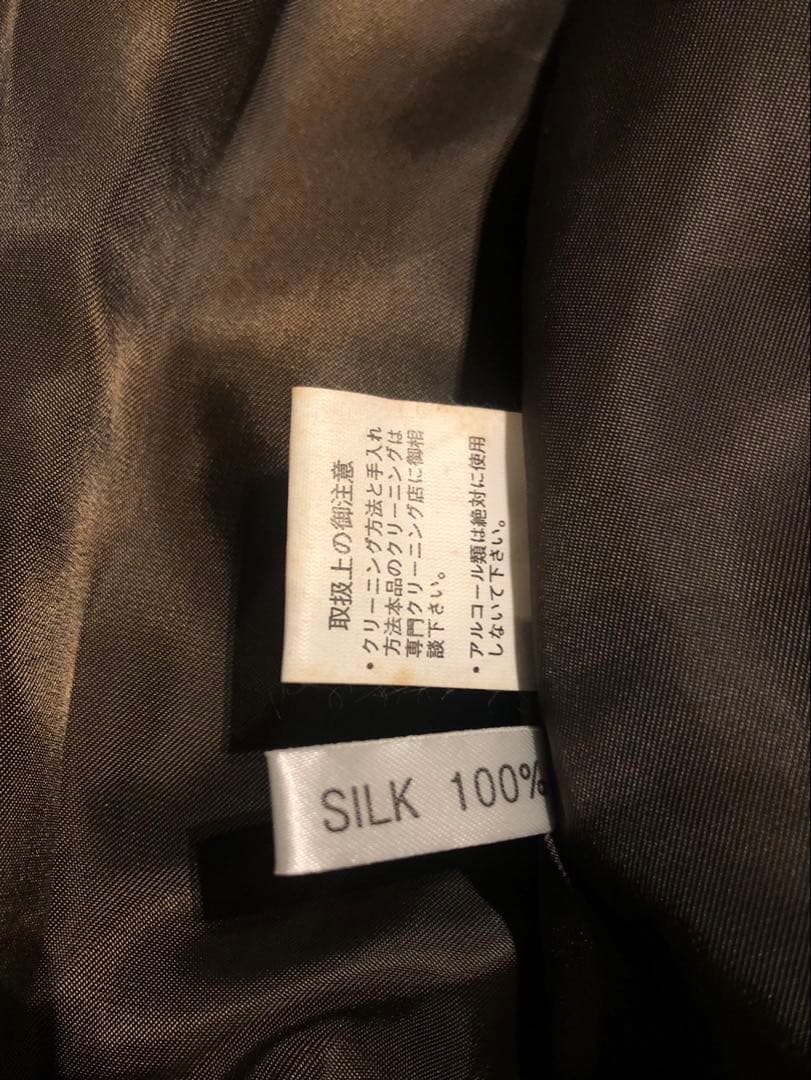 取扱上の御注意
・クリーニング方法と手入れ
方法本品のクリーニングは
専門クリーニング店に御相
談下さい。
・アルコール類は絶対に使用
しないて下さい。
SILK 100%